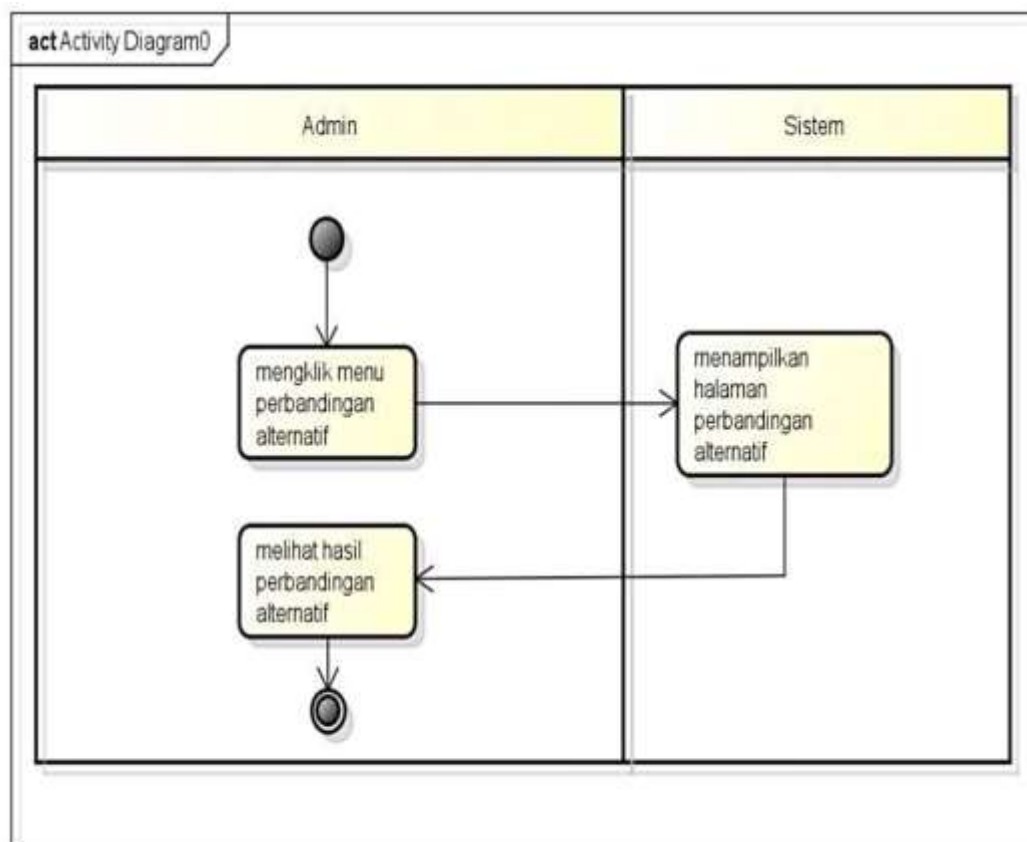 act Activity Diagram0
Admin
Sistem
mengklik menu
perbandingan
alternatif
menampilkan
halaman
perbandingan
alternatif
melihat hasil
perbandingan
alternatif